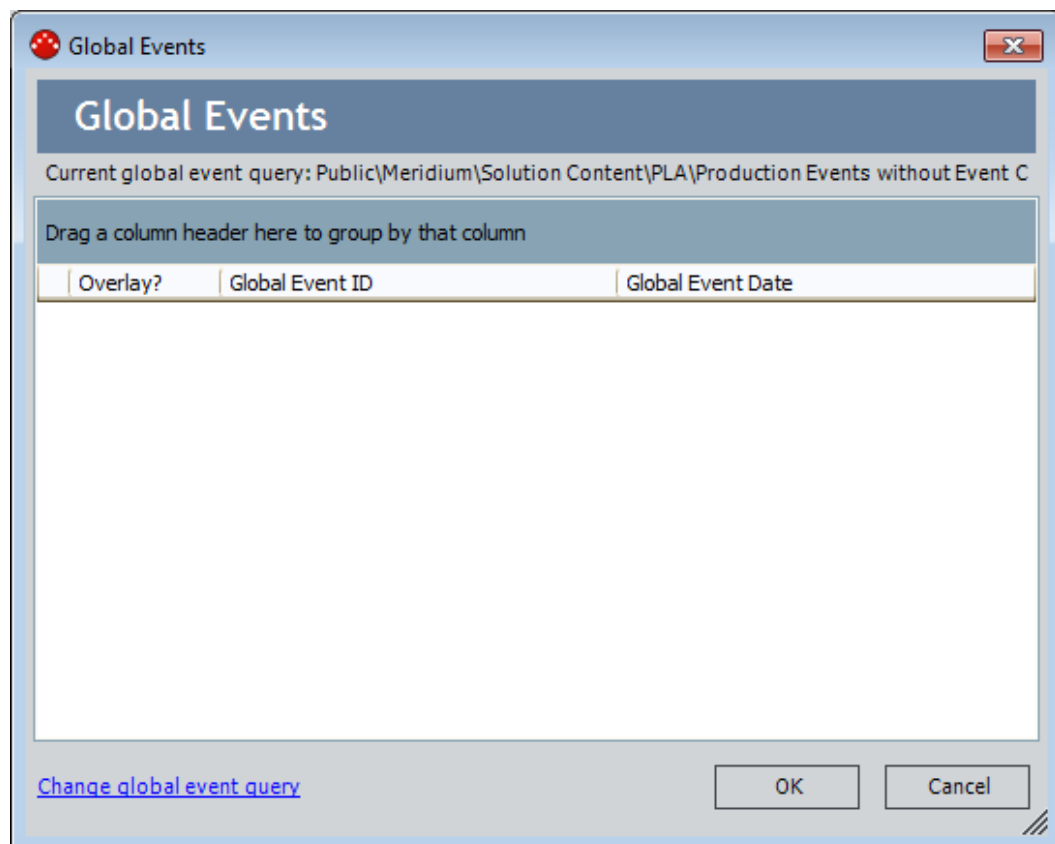 Global Events
Global Events
Current global event query: Public\Meridium\Solution Content\PLA\Production Events without Event C
Drag a column header here to group by that column
Overlay? Global Event ID Global Event Date
Change global event query OK Cancel